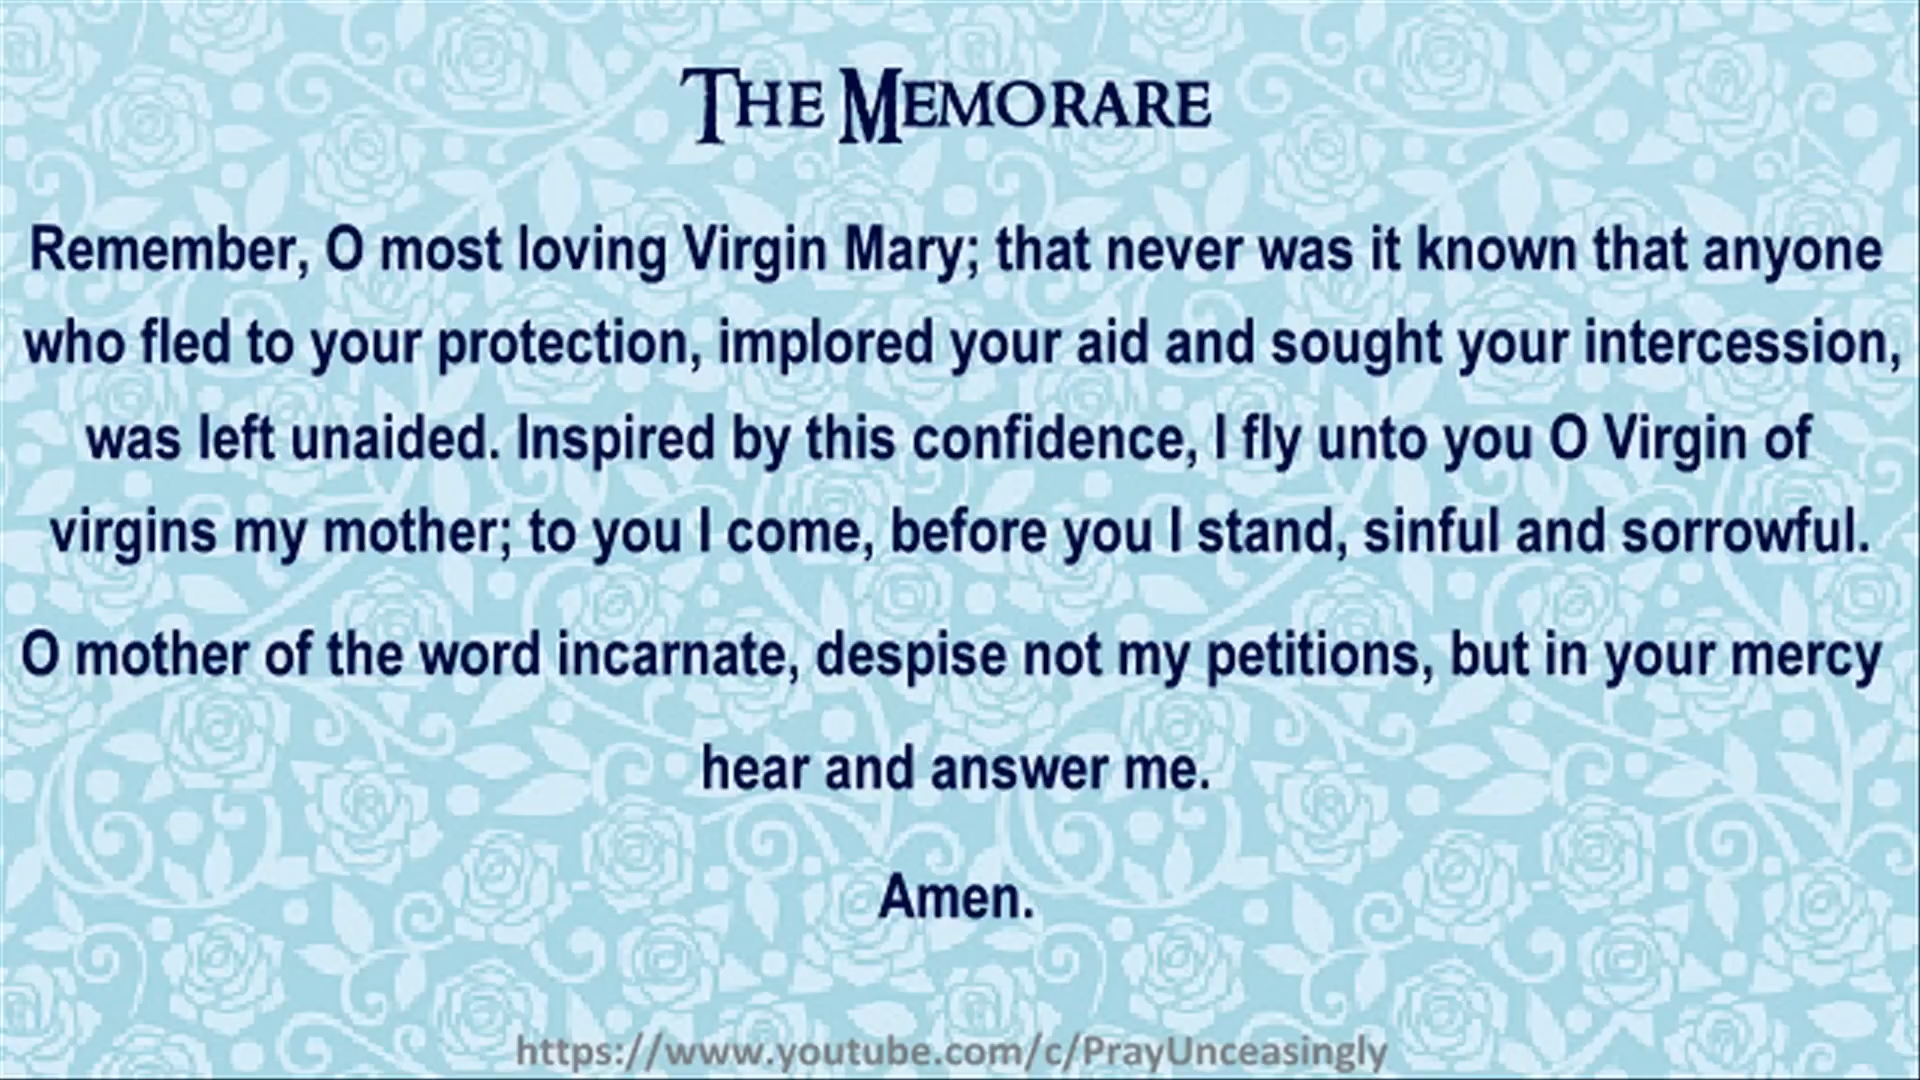 The Memorare
Remember, O most loving Virgin Mary; that never was it known that anyone
who fled to your protection, implored your aid and sought your intercession,
was left unaided. Inspired by this confidence, I fly unto you O Virgin of
virgins my mother; to you I come, before you I stand, sinful and sorrowful.
O mother of the word incarnate, despise not my petitions, but in your mercy
hear and answer me.
Amen.
https://www.youtube.com/c/PrayUnceasingly